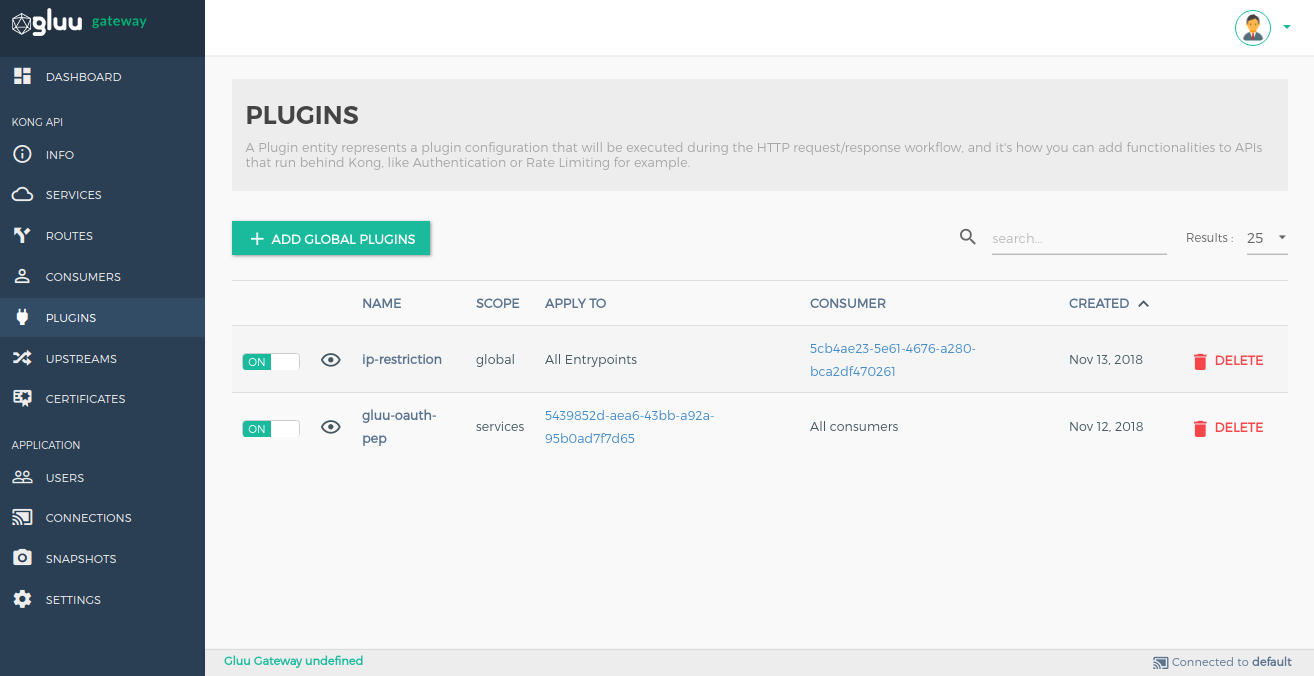 gluu gateway
DASHBOARD
KONG API
INFO
SERVICES
ROUTES
CONSUMERS
PLUGINS
UPSTREAMS
CERTIFICATES
APPLICATION
USERS
CONNECTIONS
SNAPSHOTS
SETTINGS
PLUGINS
A Plugin entity represents a plugin configuration that will be executed during the HTTP request/response workflow, and it's how you can add functionalities to APIs
that run behind Kong, like Authentication or Rate Limiting for example.
ADD GLOBAL PLUGINS
search...
Results :
25
NAME SCOPE APPLY TO CONSUMER CREATED
ON ip-restriction global All Entrypoints 5cb4ae23-5e61-4676-a280- Nov 13, 2018 DELETE
bca2df470261
gluu-oauth- 5439852d-aea6-43bb-a92a-
ON services All consumers Nov 12, 2018 DELETE
pep 95b0ad7f7d65
Gluu Gateway undefined
Connected to default